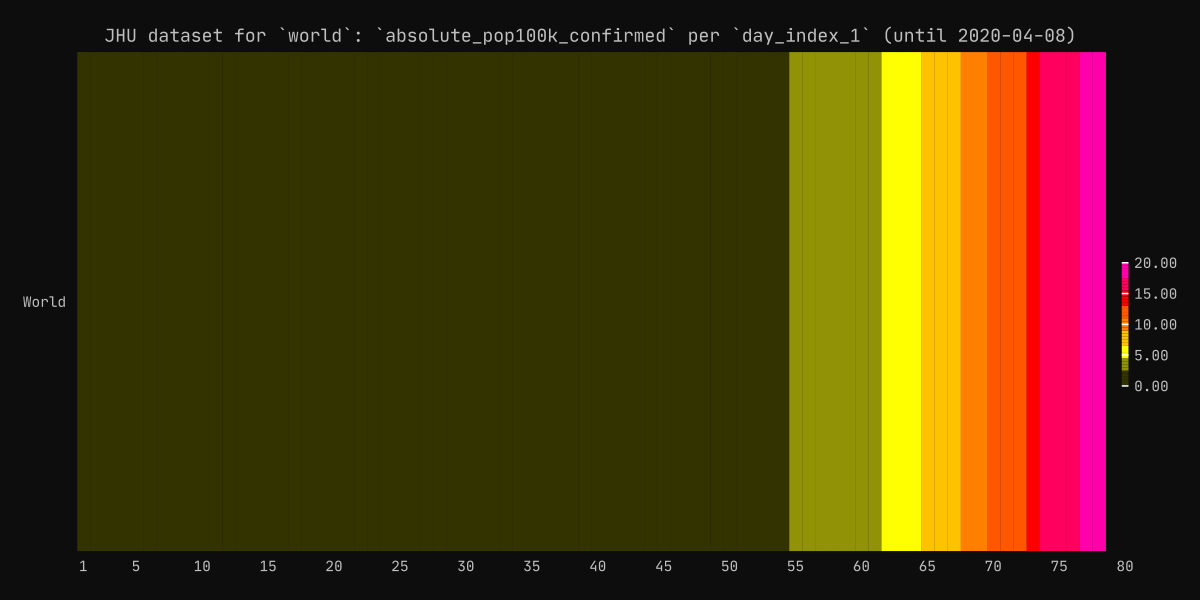 JHU dataset for `world`: `absolute_pop100k_confirmed` per `day_index_1` (until 2020-04-08)
World
20.00
15.00
10.00
5.00
0.00
1 5 10 15 20 25 30 35 40 45 50 55 60 65 70 75 80